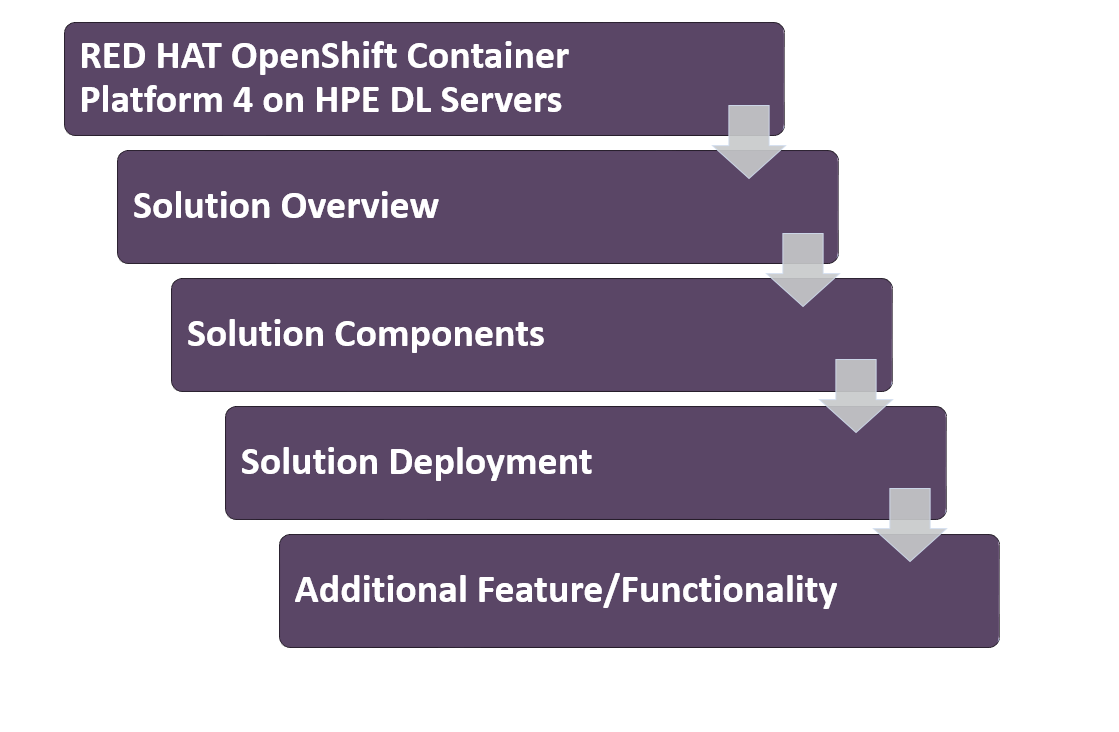 RED HAT OpenShift Container
Platform 4 on HPE DL Servers
Solution Overview
Solution Components
Solution Deployment
Additional Feature/Functionality